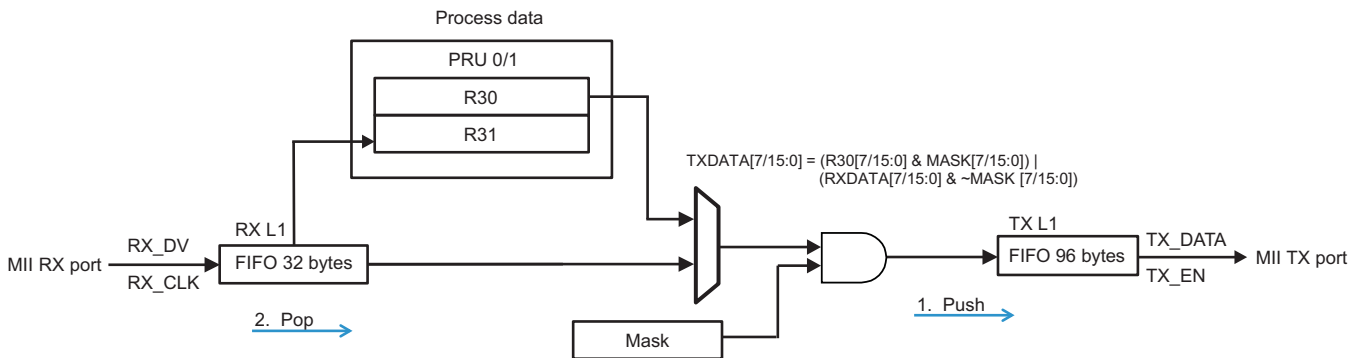 Process data
PRU 0/1
R30
R31
TXDATA[7/15:0] = (R30[7/15:0] & MASK[7/15:0]) |
(RXDATA[7/15:0] & ~MASK [7/15:0])
RX L1
TX L1
RX_DV
TX_DATA
MII RX port
FIFO 32 bytes
FIFO 96 bytes
MII TX port
RX_CLK
TX_EN
2. Pop
1. Push
Mask